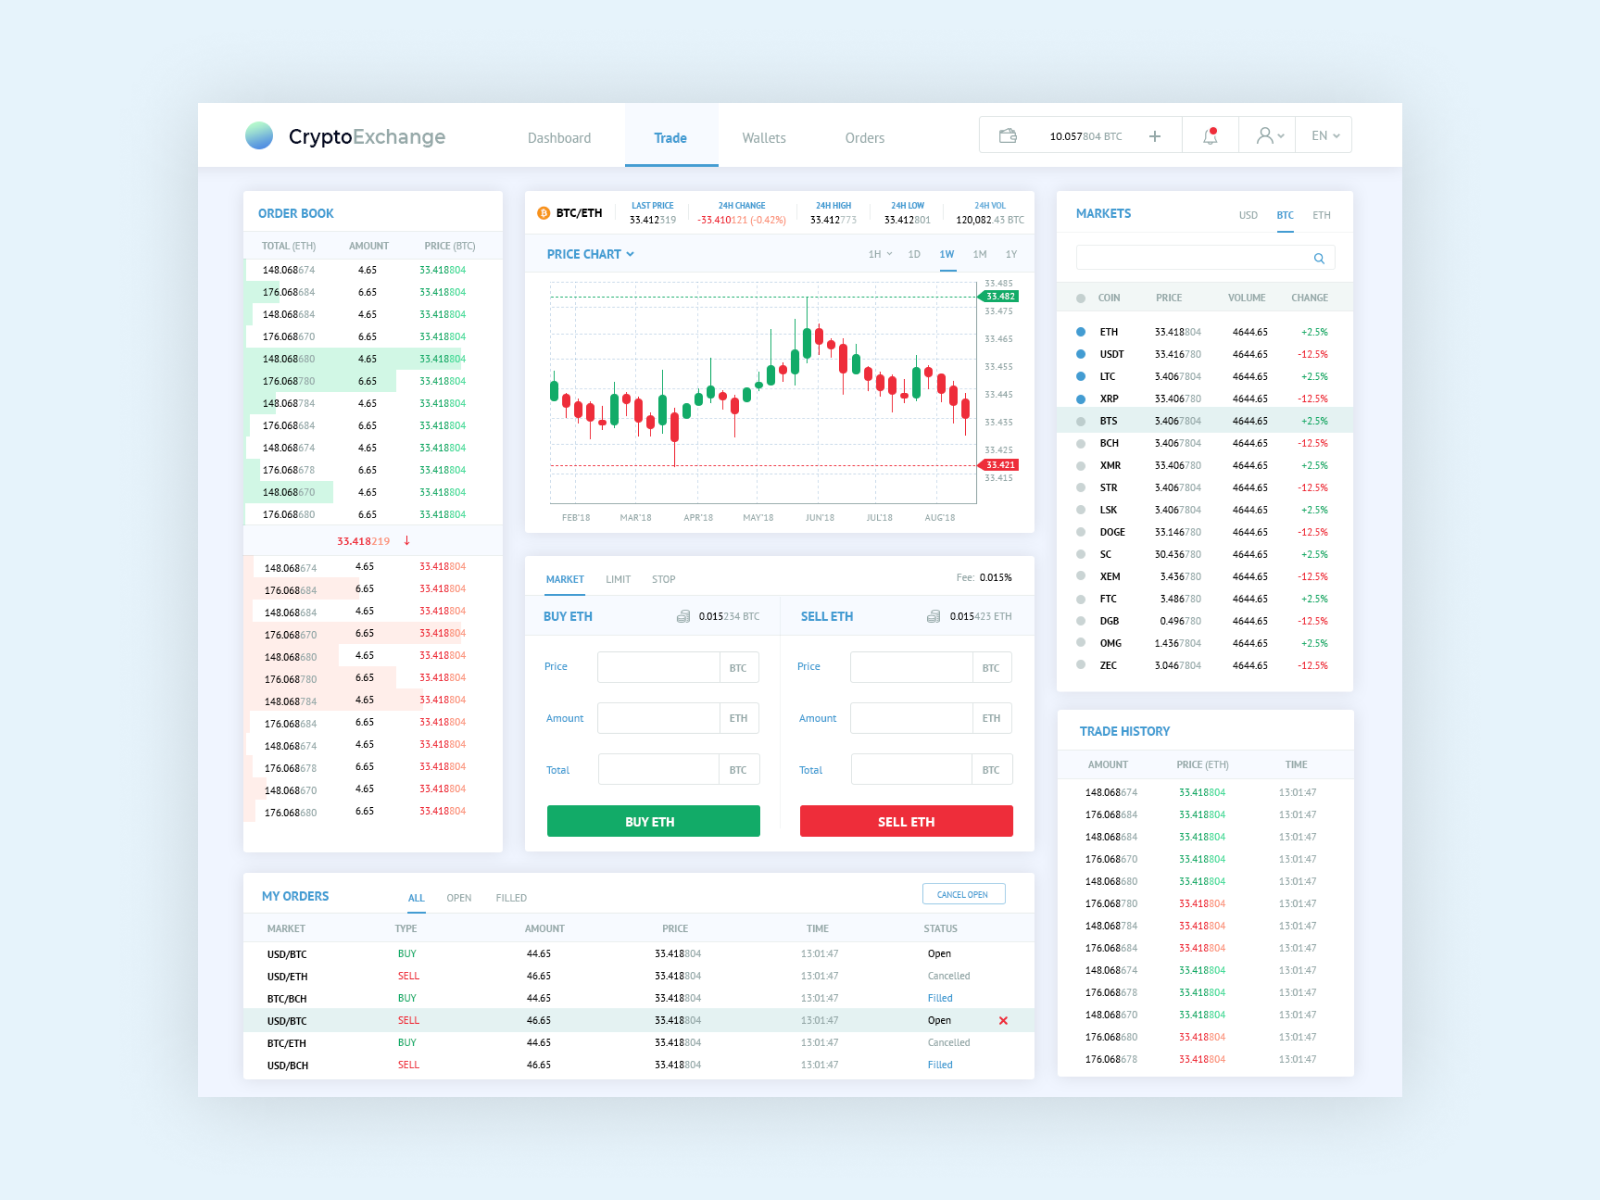 CryptoExchange Dashboard Trade Wallets Orders 10.057804 BTC + EN
ORDER BOOK
TOTAL (ETH) AMOUNT PRICE (BTC)
148.068674 4.65 33.418804
176.068684 6.65 33.418804
148.068684 4.65 33.418804
176.068670 6.65 33.418804
148.068680 4.65 33.418804
176.068780 6.65 33.418804
148.068784 4.65 33.418804
176.068684 6.65 33.418804
148.068674 4.65 33.418804
176.068678 6.65 33.418804
148.068670 4.65 33.418804
176.068680 6.65 33.418804
33.418219 ↓
148.068674 4.65 33.418804
176.068684 6.65 33.418804
148.068684 4.65 33.418804
176.068670 6.65 33.418804
148.068680 4.65 33.418804
176.068780 6.65 33.418804
148.068784 4.65 33.418804
176.068684 6.65 33.418804
148.068674 4.65 33.418804
176.068678 6.65 33.418804
148.068670 4.65 33.418804
176.068680 6.65 33.418804
BTC/ETH
LAST PRICE 24H CHANGE 24H HIGH 24H LOW 24H VOL
33.412319 -33.410121 (-0.42%) 33.412773 33.412801 120,082.43 BTC
PRICE CHART 1H 1D 1W 1M 1Y
33.485
33.482
33.475
33.465
33.455
33.445
33.435
33.425
33.421
33.415
FEB'18 MAR'18 APR'18 MAY'18 JUN'18 JUL'18 AUG'18
MARKET LIMIT STOP Fee: 0.015%
BUY ETH 0.015234 BTC SELL ETH 0.015423 ETH
Price BTC Price BTC
Amount ETH Amount ETH
Total BTC Total BTC
BUY ETH SELL ETH
MARKETS USD BTC ETH
COIN PRICE VOLUME CHANGE
ETH 33.418804 4644.65 +2.5%
USDT 33.416780 4644.65 -12.5%
LTC 3.4067804 4644.65 +2.5%
XRP 33.406780 4644.65 -12.5%
BTS 3.4067804 4644.65 +2.5%
BCH 3.4067804 4644.65 -12.5%
XMR 33.406780 4644.65 +2.5%
STR 3.4067804 4644.65 -12.5%
LSK 3.4067804 4644.65 +2.5%
DOGE 33.146780 4644.65 -12.5%
SC 30.436780 4644.65 +2.5%
XEM 3.436780 4644.65 -12.5%
FTC 3.486780 4644.65 +2.5%
DGB 0.496780 4644.65 -12.5%
OMG 1.4367804 4644.65 +2.5%
ZEC 3.0467804 4644.65 -12.5%
TRADE HISTORY
AMOUNT PRICE (ETH) TIME
148.068674 33.418804 13:01:47
176.068684 33.418804 13:01:47
148.068684 33.418804 13:01:47
176.068670 33.418804 13:01:47
148.068680 33.418804 13:01:47
176.068780 33.418804 13:01:47
148.068784 33.418804 13:01:47
176.068684 33.418804 13:01:47
148.068674 33.418804 13:01:47
176.068678 33.418804 13:01:47
148.068670 33.418804 13:01:47
176.068680 33.418804 13:01:47
176.068678 33.418804 13:01:47
MY ORDERS ALL OPEN FILLED CANCEL OPEN
MARKET TYPE AMOUNT PRICE TIME STATUS
USD/BTC BUY 44.65 33.418804 13:01:47 Open
USD/ETH SELL 46.65 33.418804 13:01:47 Cancelled
BTC/BCH BUY 44.65 33.418804 13:01:47 Filled
USD/BTC SELL 46.65 33.418804 13:01:47 Open
BTC/ETH BUY 44.65 33.418804 13:01:47 Cancelled
USD/BCH SELL 46.65 33.418804 13:01:47 Filled